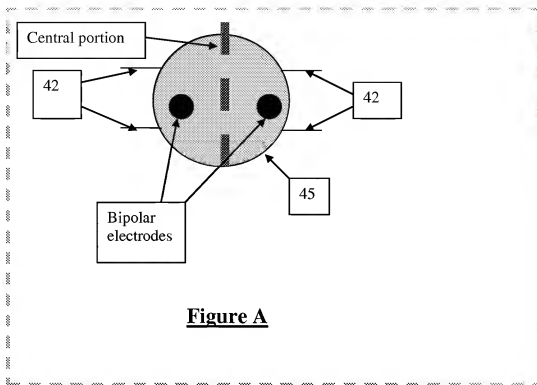 Central portion
42
42
45
Bipolar
electrodes
Figure A